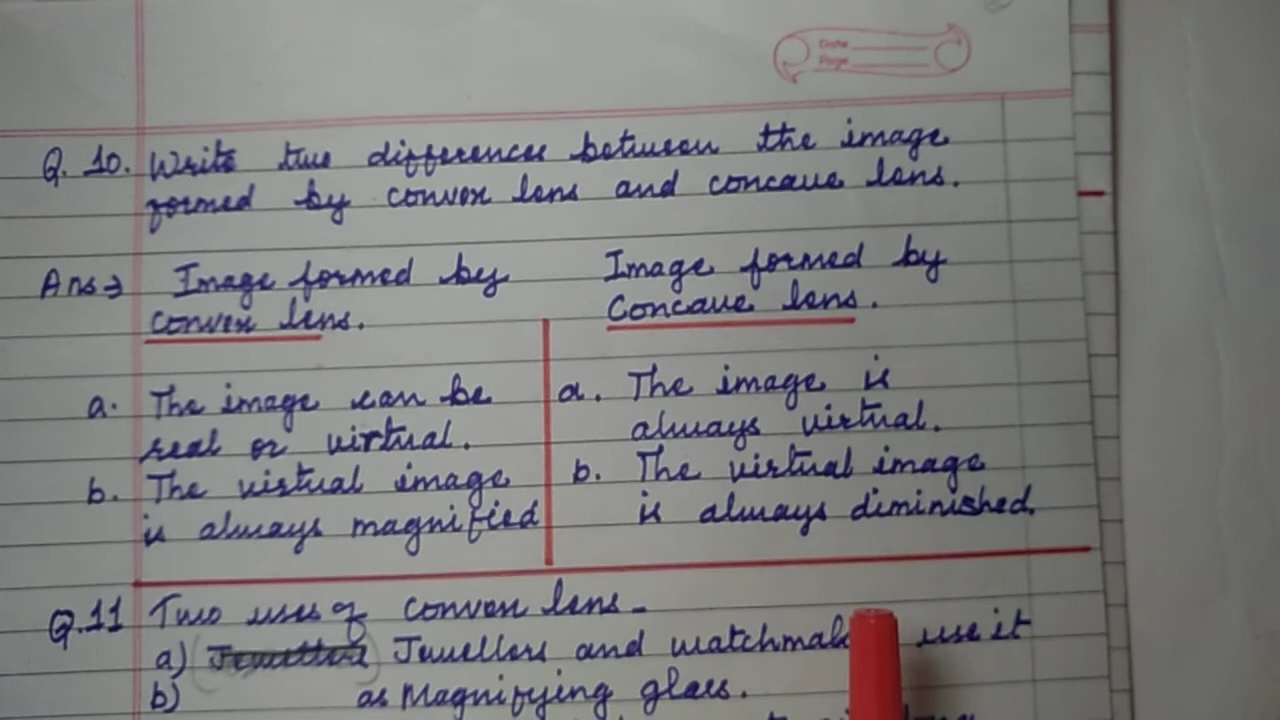 Date
Page
Q. 10. Write two differences between the image
formed by convex lens and concave lens.
Ans→ Image formed by
convex lens.
Image formed by
Concave lens.
a. The image can be
real or virtual.
b. The virtual image
is always magnified
a. The image is
always virtual.
b. The virtual image
is always diminished.
Q.11 Two uses of convex lens-
a) Jewellers and watchmak use it
b) as Magnifying glass.